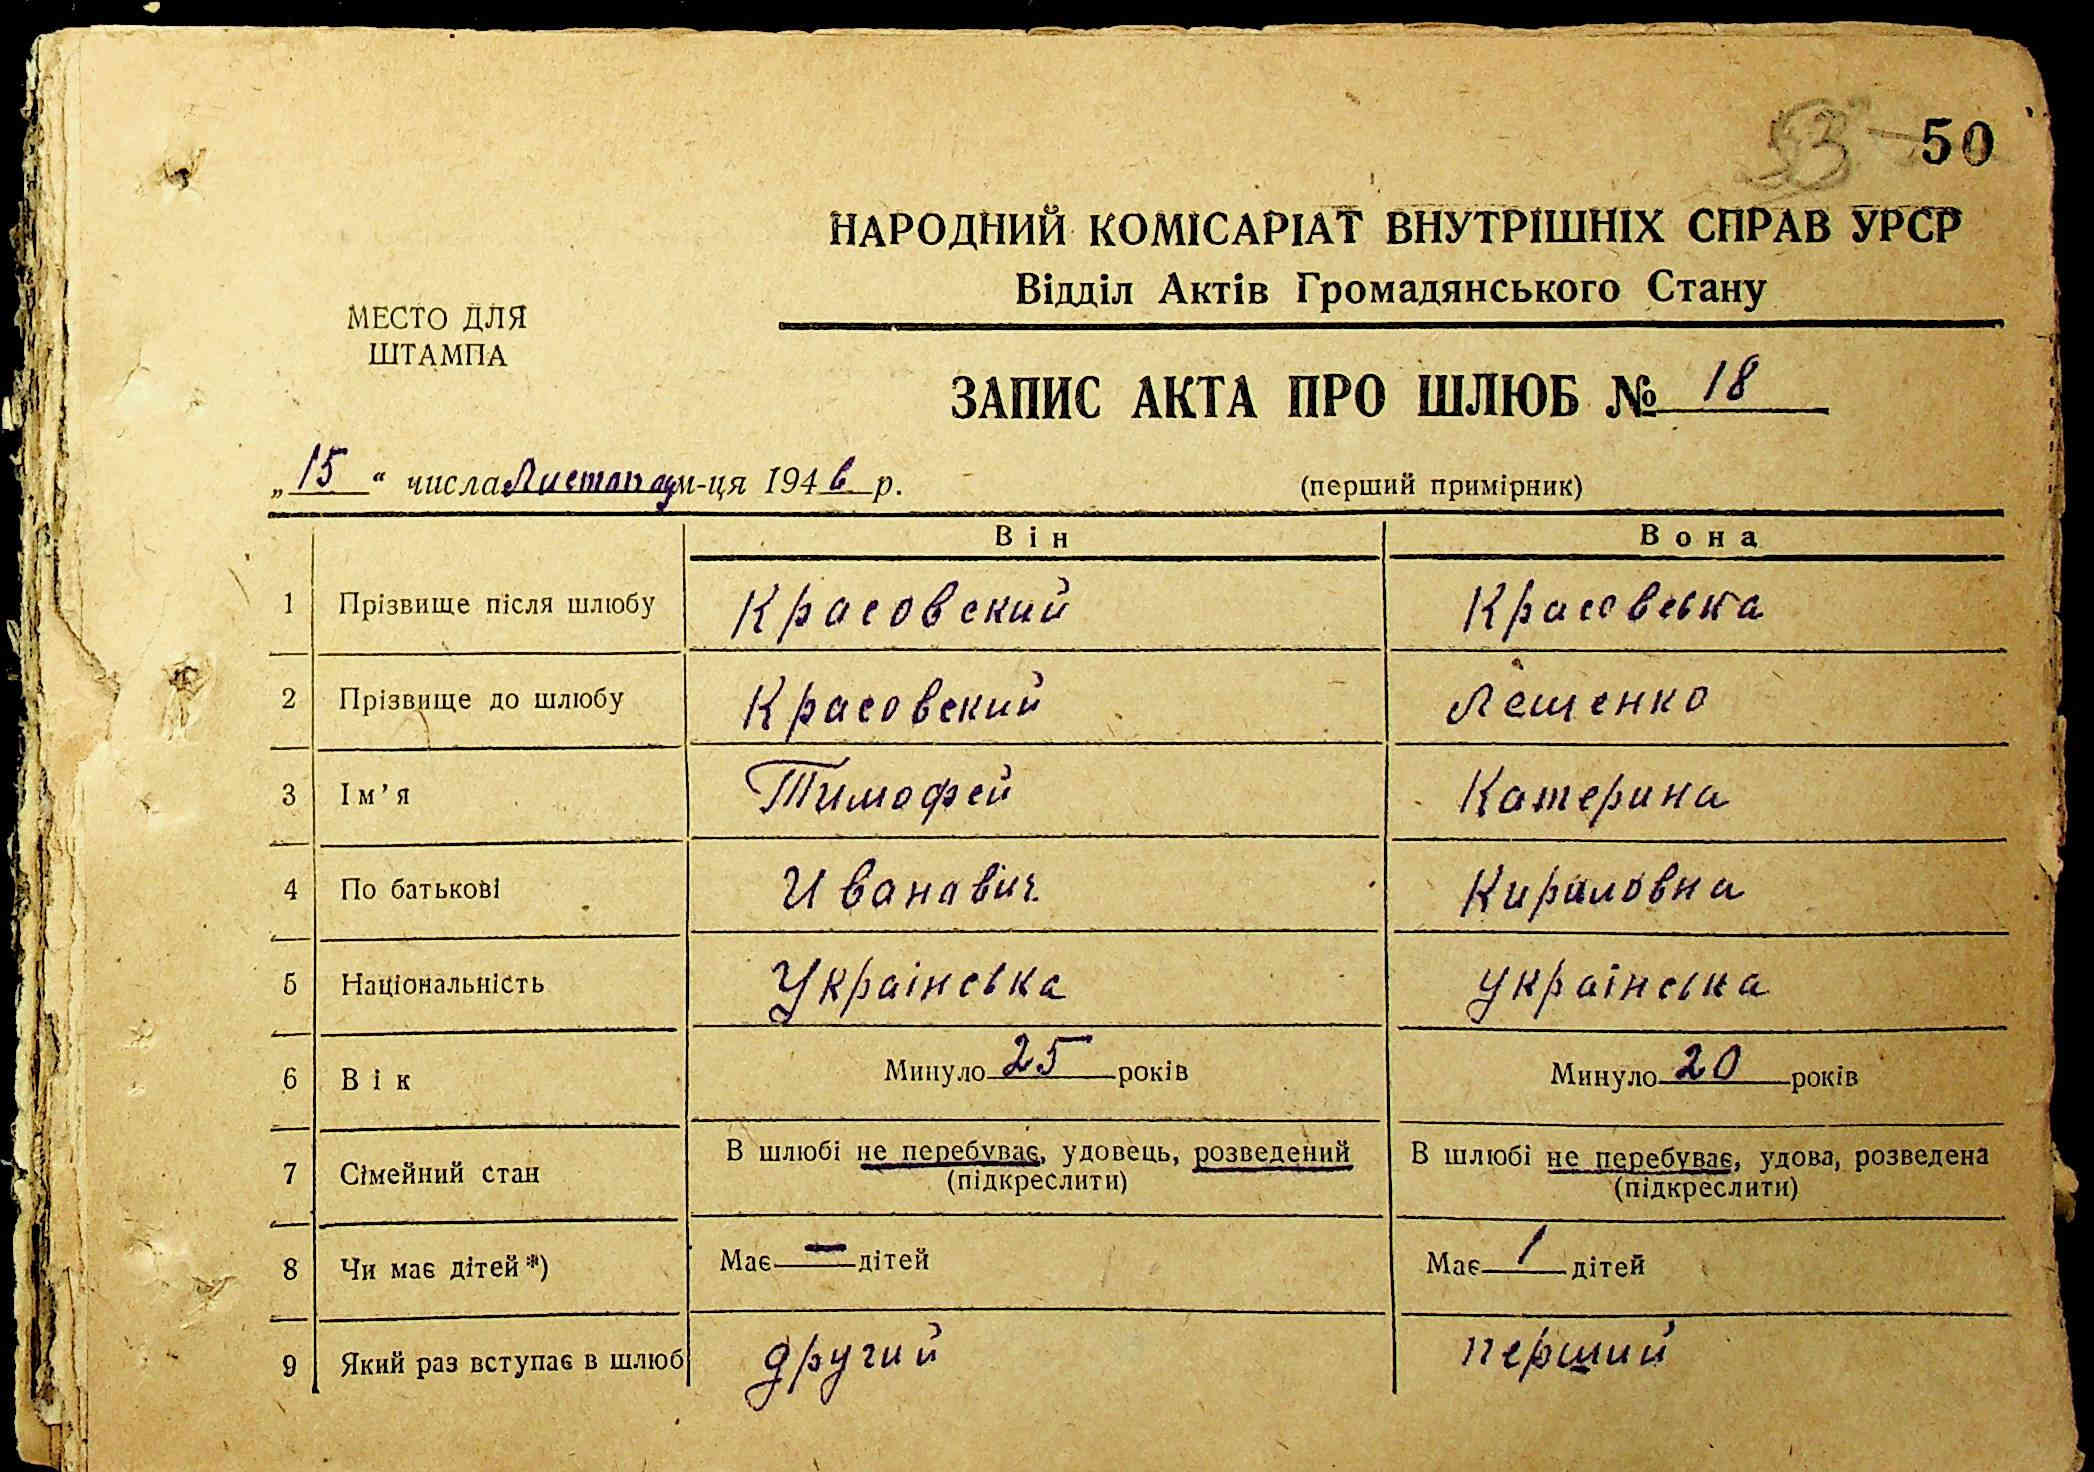 53 50
НАРОДНИЙ КОМІСАРІАТ ВНУТРІШНІХ СПРАВ УРСР
Відділ Актів Громадянського Стану
МЕСТО ДЛЯ
ШТАМПА
ЗАПИС АКТА ПРО ШЛЮБ № 18
„15“ числа Листопад м-ця 1946 р.
(перший примірник)
Він Вона
1 Прізвище після шлюбу Красовский Красовська
2 Прізвище до шлюбу Красовский Лещенко
3 Ім'я Тимофей Катерина
4 По батькові Иванавич Кириловна
5 Національність Українська українська
6 Вік Минуло 25 років Минуло 20 років
7 Сімейний стан В шлюбі не перебуває, удовець, розведений В шлюбі не перебуває, удова, розведена
(підкреслити) (підкреслити)
8 Чи має дітей*) Має — дітей Має 1 дітей
9 Який раз вступає в шлюб другий перший